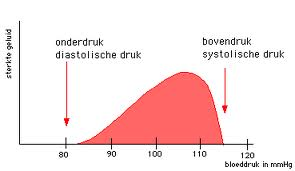 onderdruk
diastolische druk
bovendruk
systolische druk
sterkte geluid
80 90 100 110 120
bloeddruk in mmHg